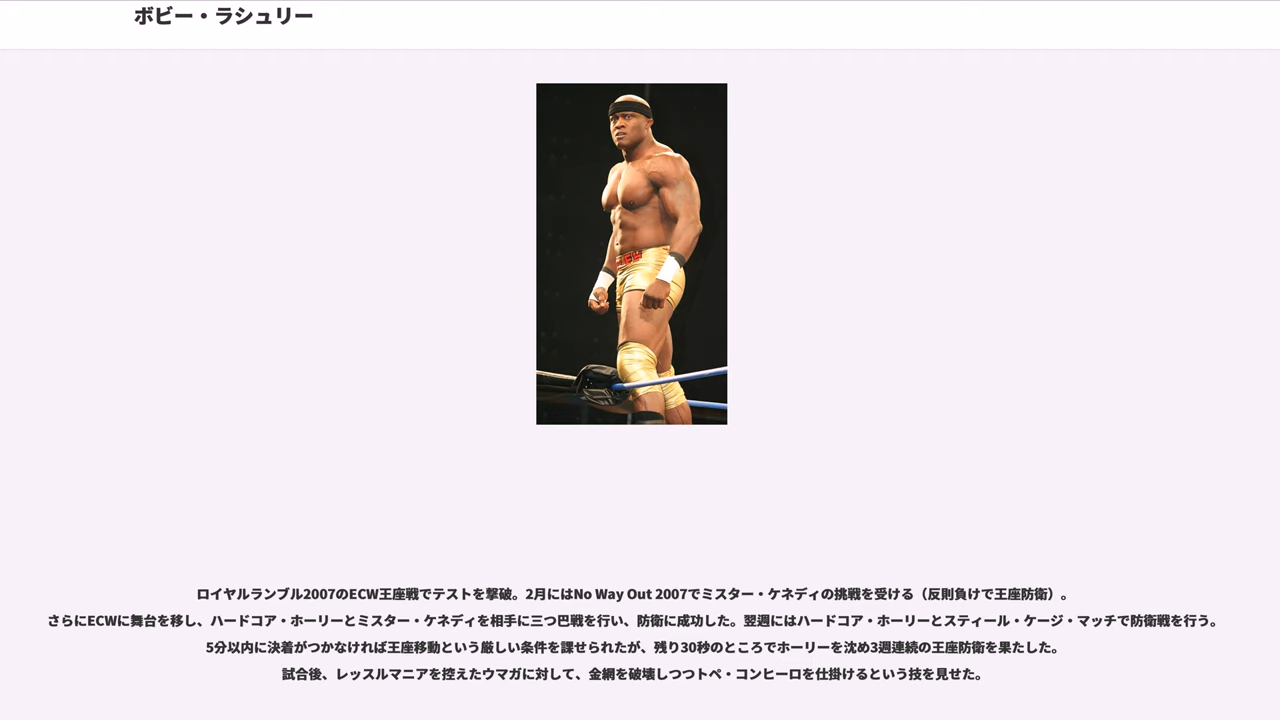 ボビー・ラシュリー
ロイヤルランブル2007のECW王座戦でテストを撃破。2月にはNo Way Out 2007でミスター・ケネディの挑戦を受ける（反則負けで王座防衛）。
さらにECWに舞台を移し、ハードコア・ホーリーとミスター・ケネディを相手に三つ巴戦を行い、防衛に成功した。翌週にはハードコア・ホーリーとスティール・ケージ・マッチで防衛戦を行う。
5分以内に決着がつかなければ王座移動という厳しい条件を課せられたが、残り30秒のところでホーリーを沈め3週連続の王座防衛を果たした。
試合後、レッスルマニアを控えたウマガに対して、金網を破壊しつつトペ・コンヒーロを仕掛けるという技を見せた。